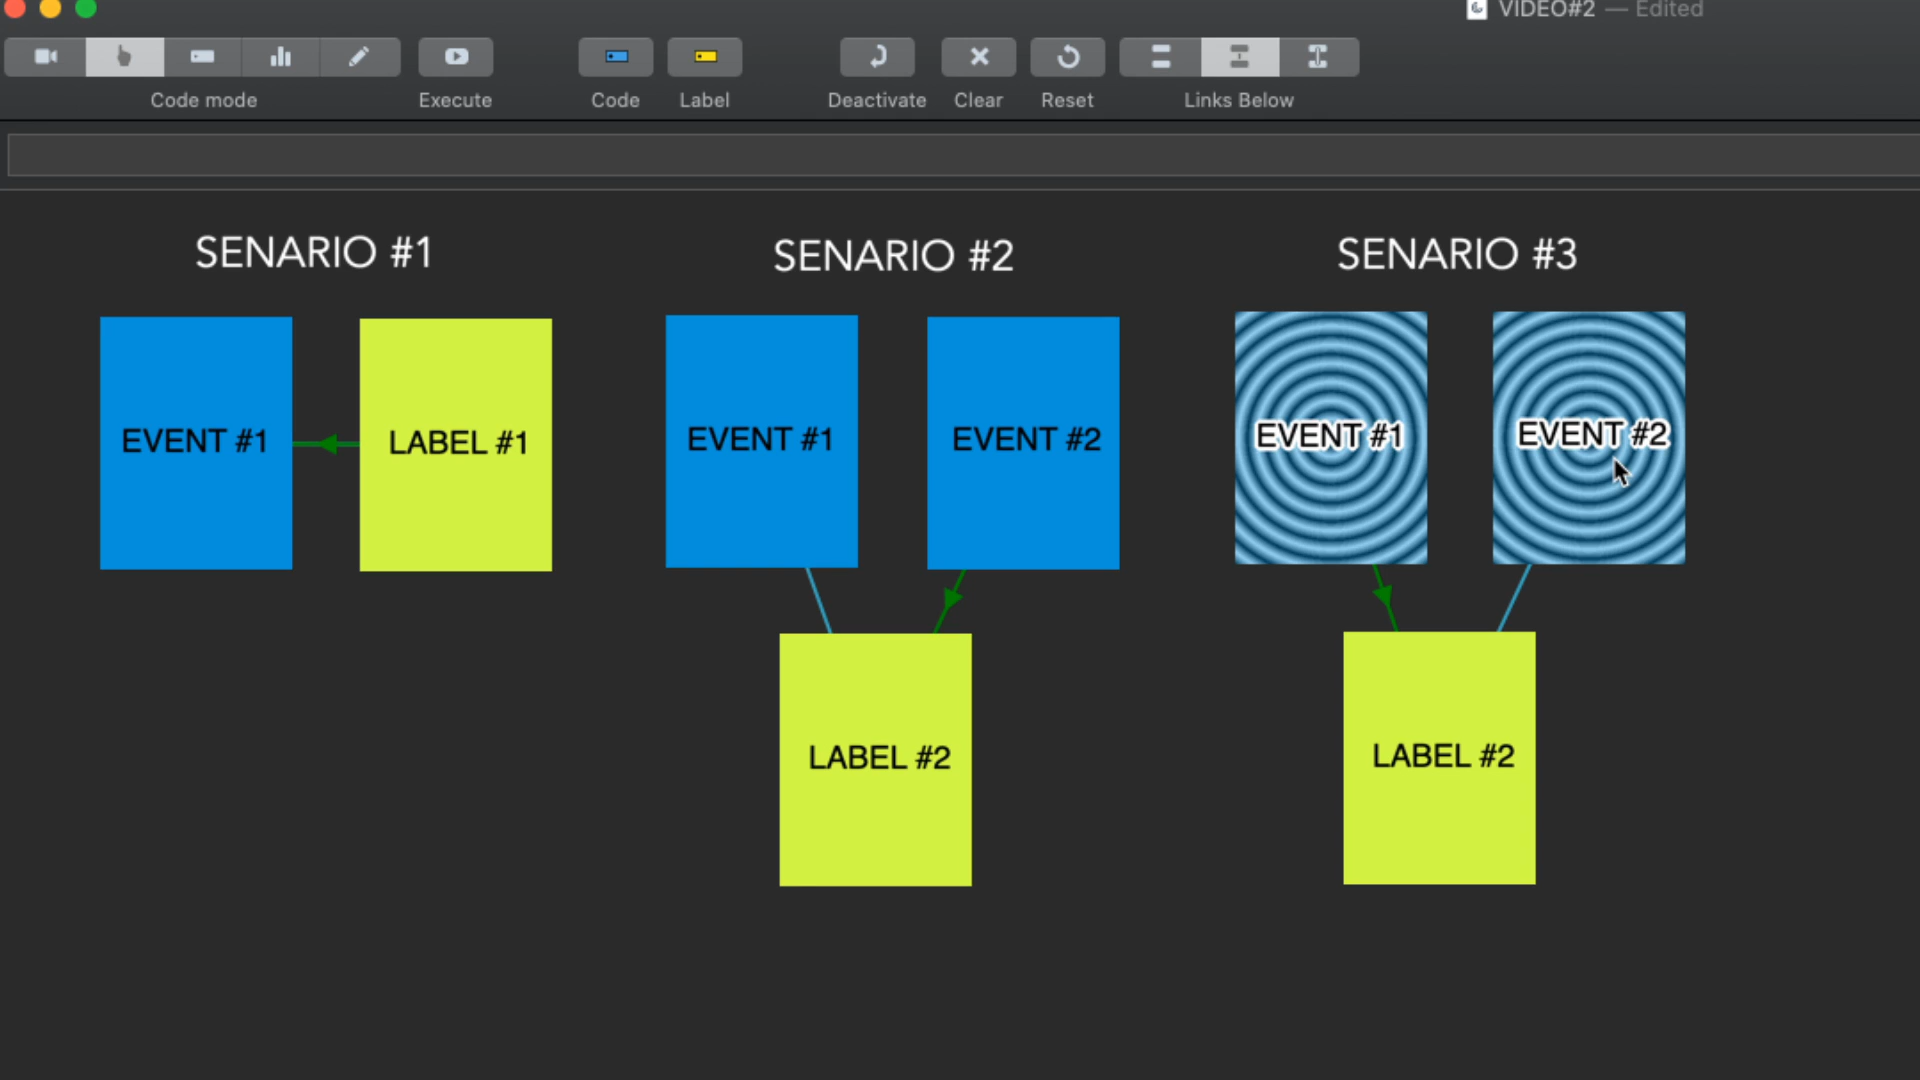 VIDEO#2 — Edited
Code mode
Execute
Code
Label
Deactivate
Clear
Reset
Links Below
SENARIO #1
SENARIO #2
SENARIO #3
EVENT #1
LABEL #1
EVENT #1
EVENT #2
EVENT #1
EVENT #2
LABEL #2
LABEL #2